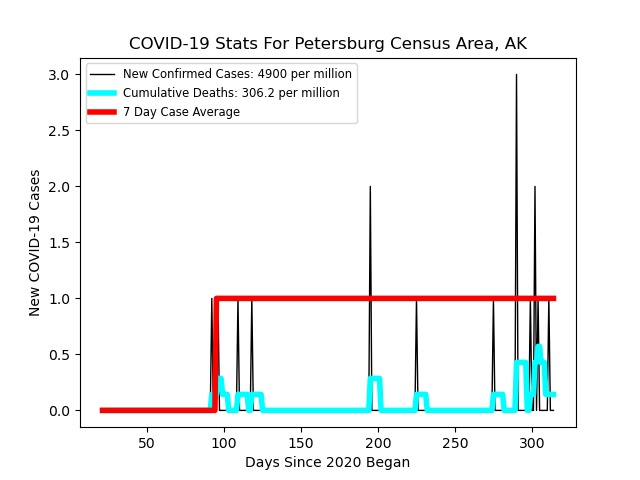 COVID-19 Stats For Petersburg Census Area, AK
New Confirmed Cases: 4900 per million
Cumulative Deaths: 306.2 per million
7 Day Case Average
New COVID-19 Cases
3.0
2.5
2.0
1.5
1.0
0.5
0.0
50 100 150 200 250 300
Days Since 2020 Began